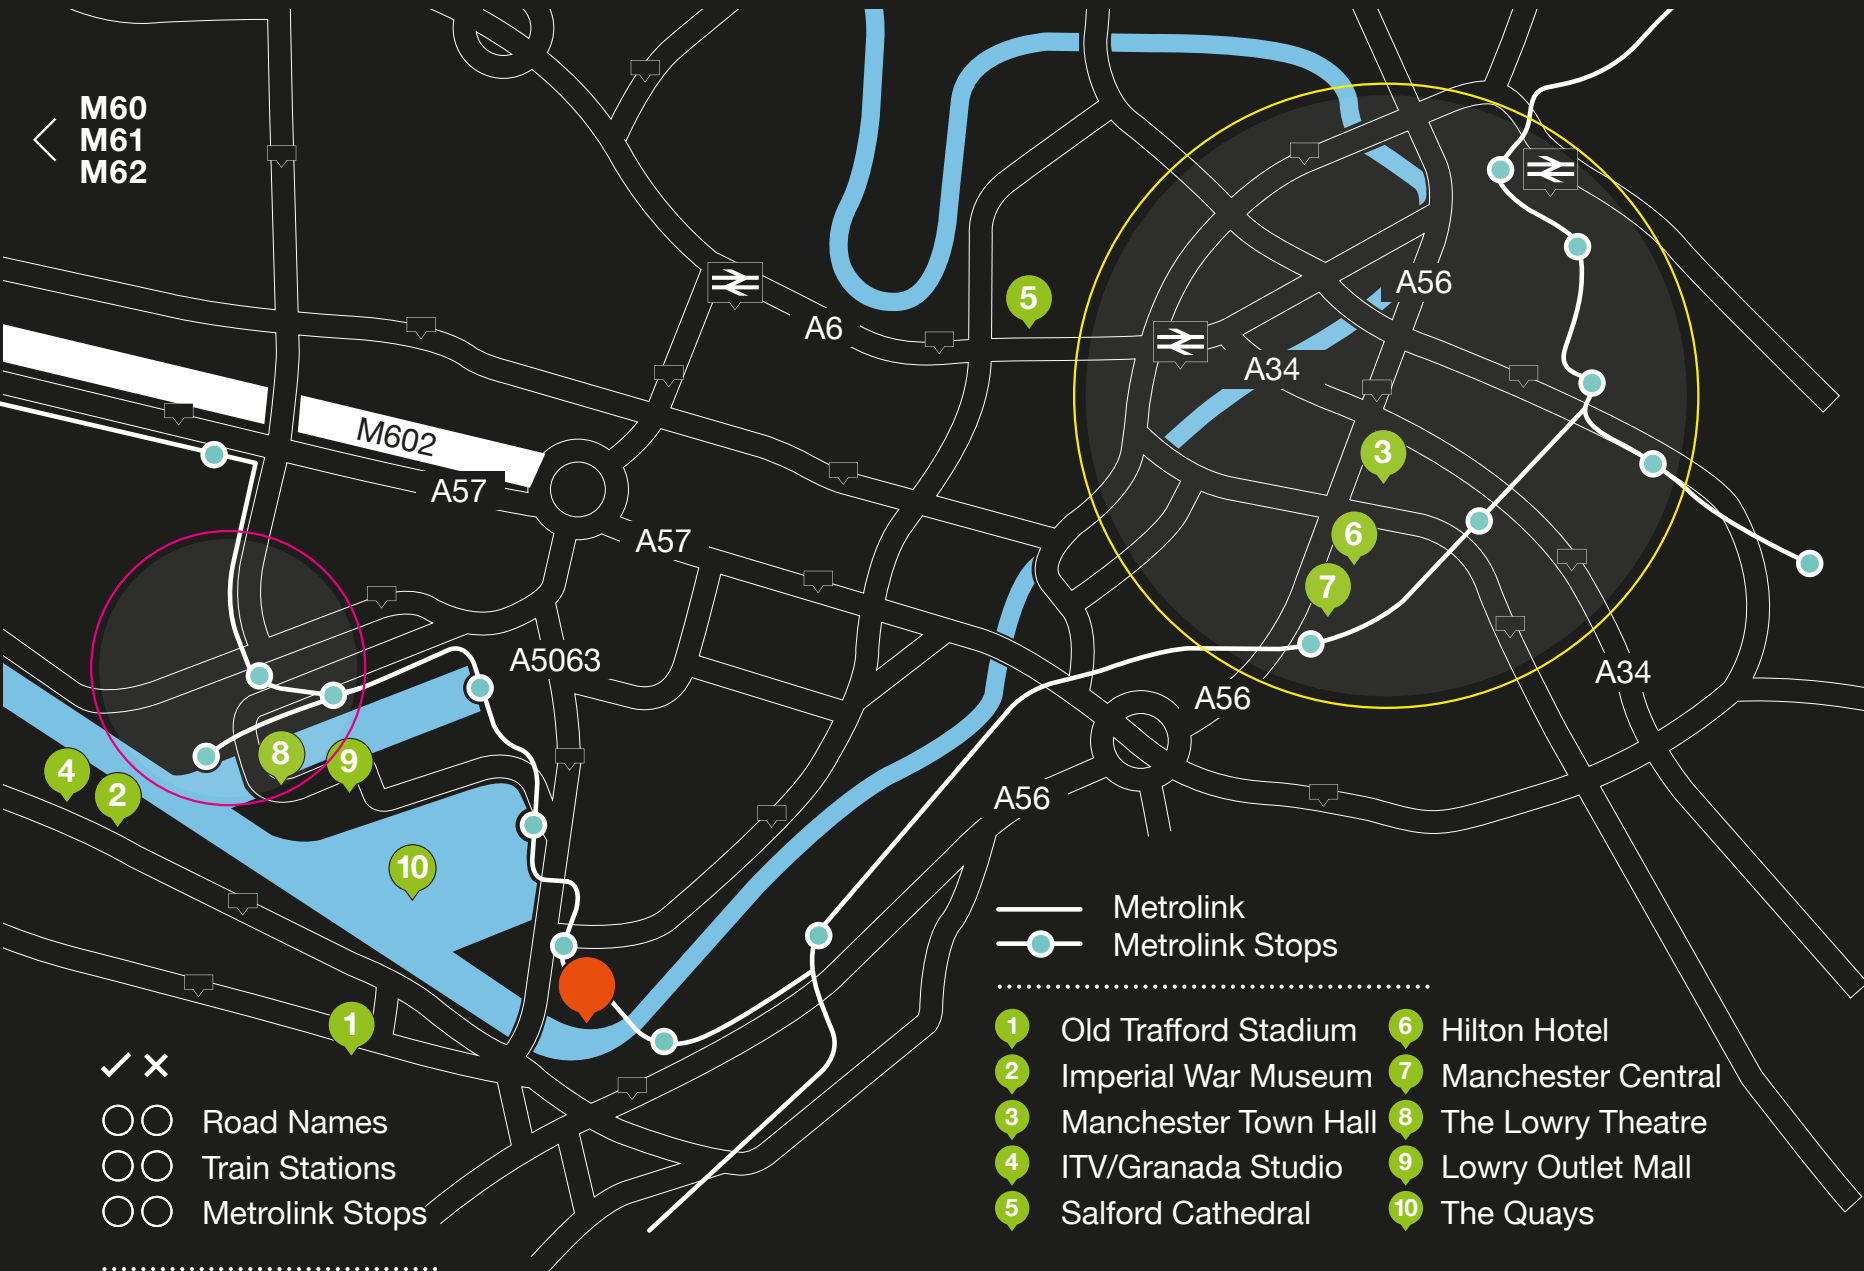 M60
M61
M62
5
A56
A6
A34
M602
3
A57
6
A57
7
A5063
A34
A56
8
9
4
2
A56
10
1
Metrolink
Metrolink Stops
1 Old Trafford Stadium
2 Imperial War Museum
3 Manchester Town Hall
4 ITV/Granada Studio
5 Salford Cathedral
6 Hilton Hotel
7 Manchester Central
8 The Lowry Theatre
9 Lowry Outlet Mall
10 The Quays
Road Names
Train Stations
Metrolink Stops